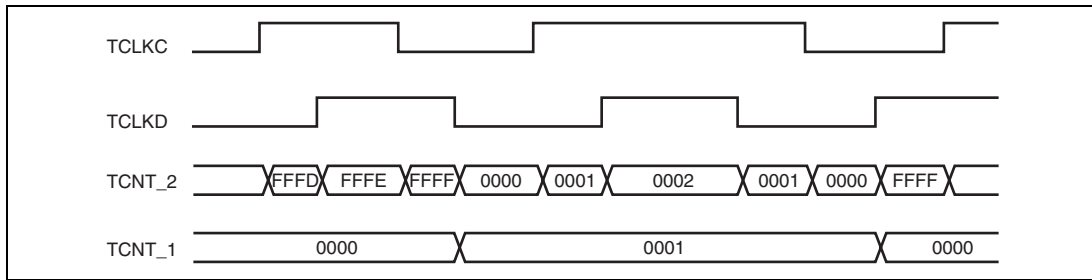 TCLKC
TCLKD
TCNT_2 FFFD FFFE FFFF 0000 0001 0002 0001 0000 FFFF
TCNT_1 0000 0001 0000